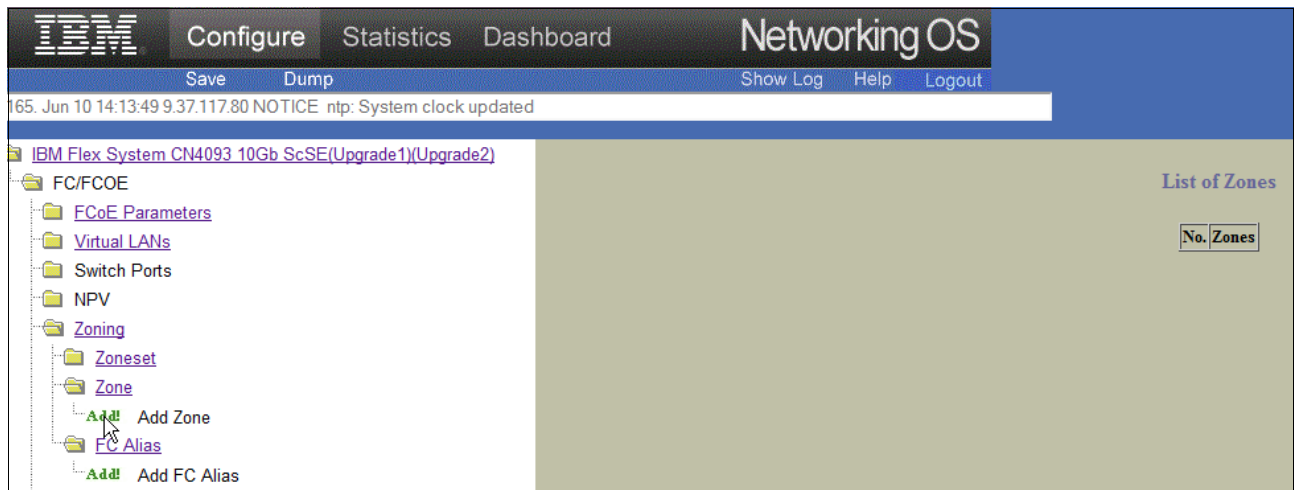 IBM. Configure Statistics Dashboard Networking OS
Save Dump Show Log Help Logout
165. Jun 10 14:13:49 9.37.117.80 NOTICE ntp: System clock updated
IBM Flex System CN4093 10Gb ScSE(Upgrade1)(Upgrade2)
FC/FCOE
FCoE Parameters
Virtual LANs
Switch Ports
NPV
Zoning
Zoneset
Zone
Add! Add Zone
FC Alias
Add! Add FC Alias
List of Zones
No. Zones